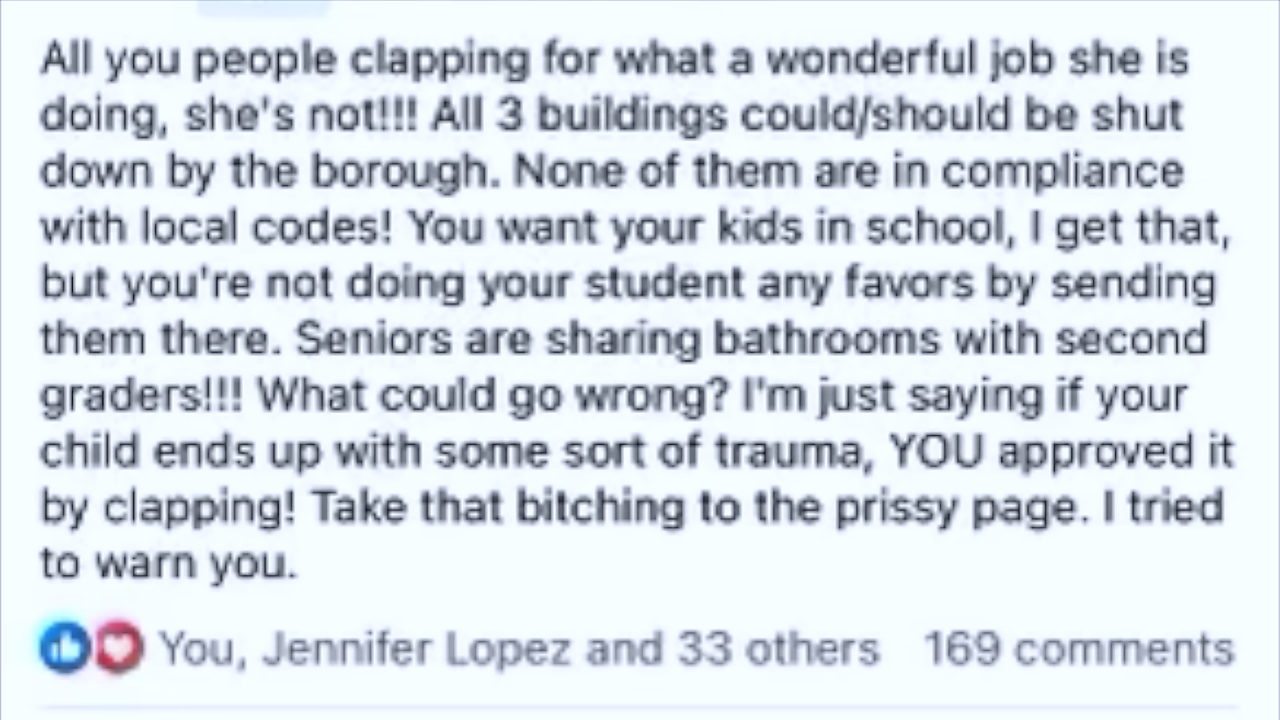 All you people clapping for what a wonderful job she is
doing, she's not!!! All 3 buildings could/should be shut
down by the borough. None of them are in compliance
with local codes! You want your kids in school, I get that,
but you're not doing your student any favors by sending
them there. Seniors are sharing bathrooms with second
graders!!! What could go wrong? I'm just saying if your
child ends up with some sort of trauma, YOU approved it
by clapping! Take that bitching to the prissy page. I tried
to warn you.
You, Jennifer Lopez and 33 others 169 comments